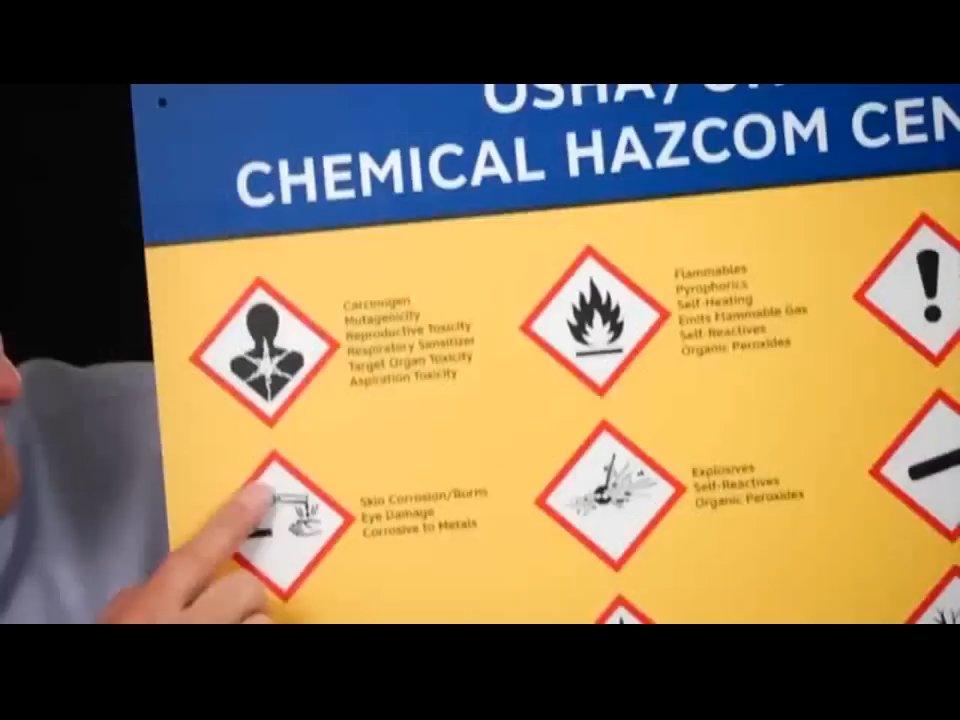 OSHA/
CHEMICAL HAZCOM CEN
Carcinogen
Mutagenicity
Reproductive Toxicity
Respiratory Sensitizer
Target Organ Toxicity
Aspiration Toxicity
Flammables
Pyrophorics
Self-Heating
Emits Flammable Gas
Self-Reactives
Organic Peroxides
Skin Corrosion/Burns
Eye Damage
Corrosive to Metals
Explosives
Self-Reactives
Organic Peroxides